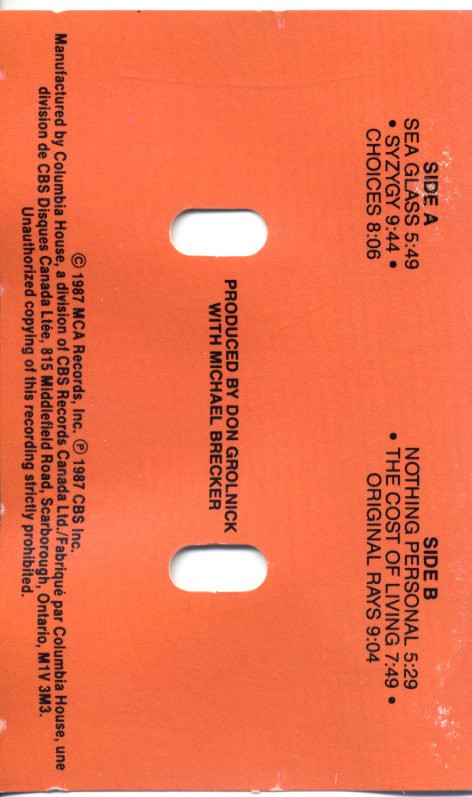 SIDE A
SEA GLASS 5:49
• SYZYGY 9:44 •
CHOICES 8:06
SIDE B
NOTHING PERSONAL 5:29
• THE COST OF LIVING 7:49 •
ORIGINAL RAYS 9:04
PRODUCED BY DON GROLNICK
WITH MICHAEL BRECKER
© 1987 MCA Records, Inc. ℗ 1987 CBS Inc.
Manufactured by Columbia House, a division of CBS Records Canada Ltd./Fabriqué par Columbia House, une
division de CBS Disques Canada Ltée, 815 Middlefield Road, Scarborough, Ontario, M1V 3M3.
Unauthorized copying of this recording strictly prohibited.